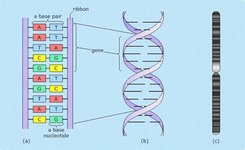 ribbon
a base pair
A T
T A
gene
C G
G C
A T
T A
A T
C G
a base
nucleotide
(a) (b) (c)